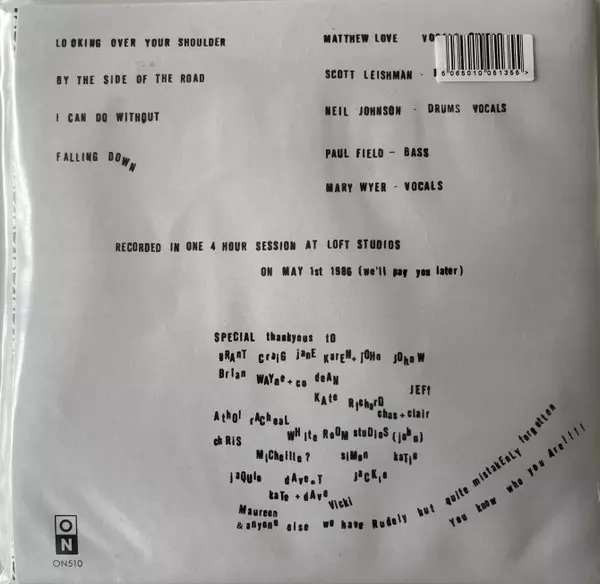 LOOKING OVER YOUR SHOULDER
BY THE SIDE OF THE ROAD
I CAN DO WITHOUT
FALLING DOWN
MATTHEW LOVE
5 065010 051355 >
SCOTT LEISHMAN -
NEIL JOHNSON - DRUMS VOCALS
PAUL FIELD - BASS
MARY WYER - VOCALS
RECORDED IN ONE 4 HOUR SESSION AT LOFT STUDIOS
ON MAY 1st 1986 (we'll pay you later)
SPECIAL thankyous tO
GRANT Craig janE KareN+jOHn jOHn W
Brian WAYne+co deAN
JEff
KAte RicharD chas+clair
Athol rAcheaL
chRiS WHite RooM stuDioS (john)
MicHellle? siMon kaTie
jaQuie dAve.T jaCkie
kate + dAve
Maureen Vicki
& anyone else we have Rudely but quite mistakEnLy forgotten
You know who you Are!!!!
ON
ON510